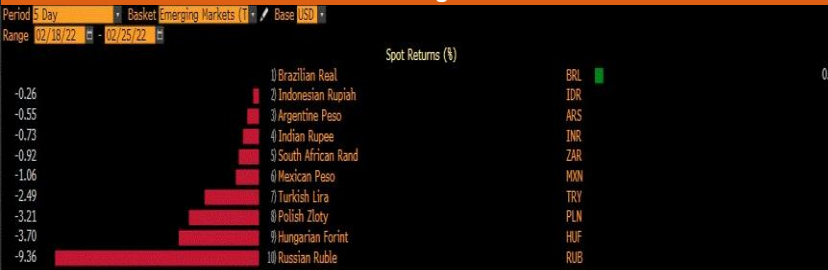 Period 5 Day Basket Emerging Markets (T Base USD
Range 02/18/22 - 02/25/22
Spot Returns (%)
1) Brazilian Real BRL 0.
-0.26 2) Indonesian Rupiah IDR
-0.55 3) Argentine Peso ARS
-0.73 4) Indian Rupee INR
-0.92 5) South African Rand ZAR
-1.06 6) Mexican Peso MXN
-2.49 7) Turkish Lira TRY
-3.21 8) Polish Zloty PLN
-3.70 9) Hungarian Forint HUF
-9.36 10) Russian Ruble RUB